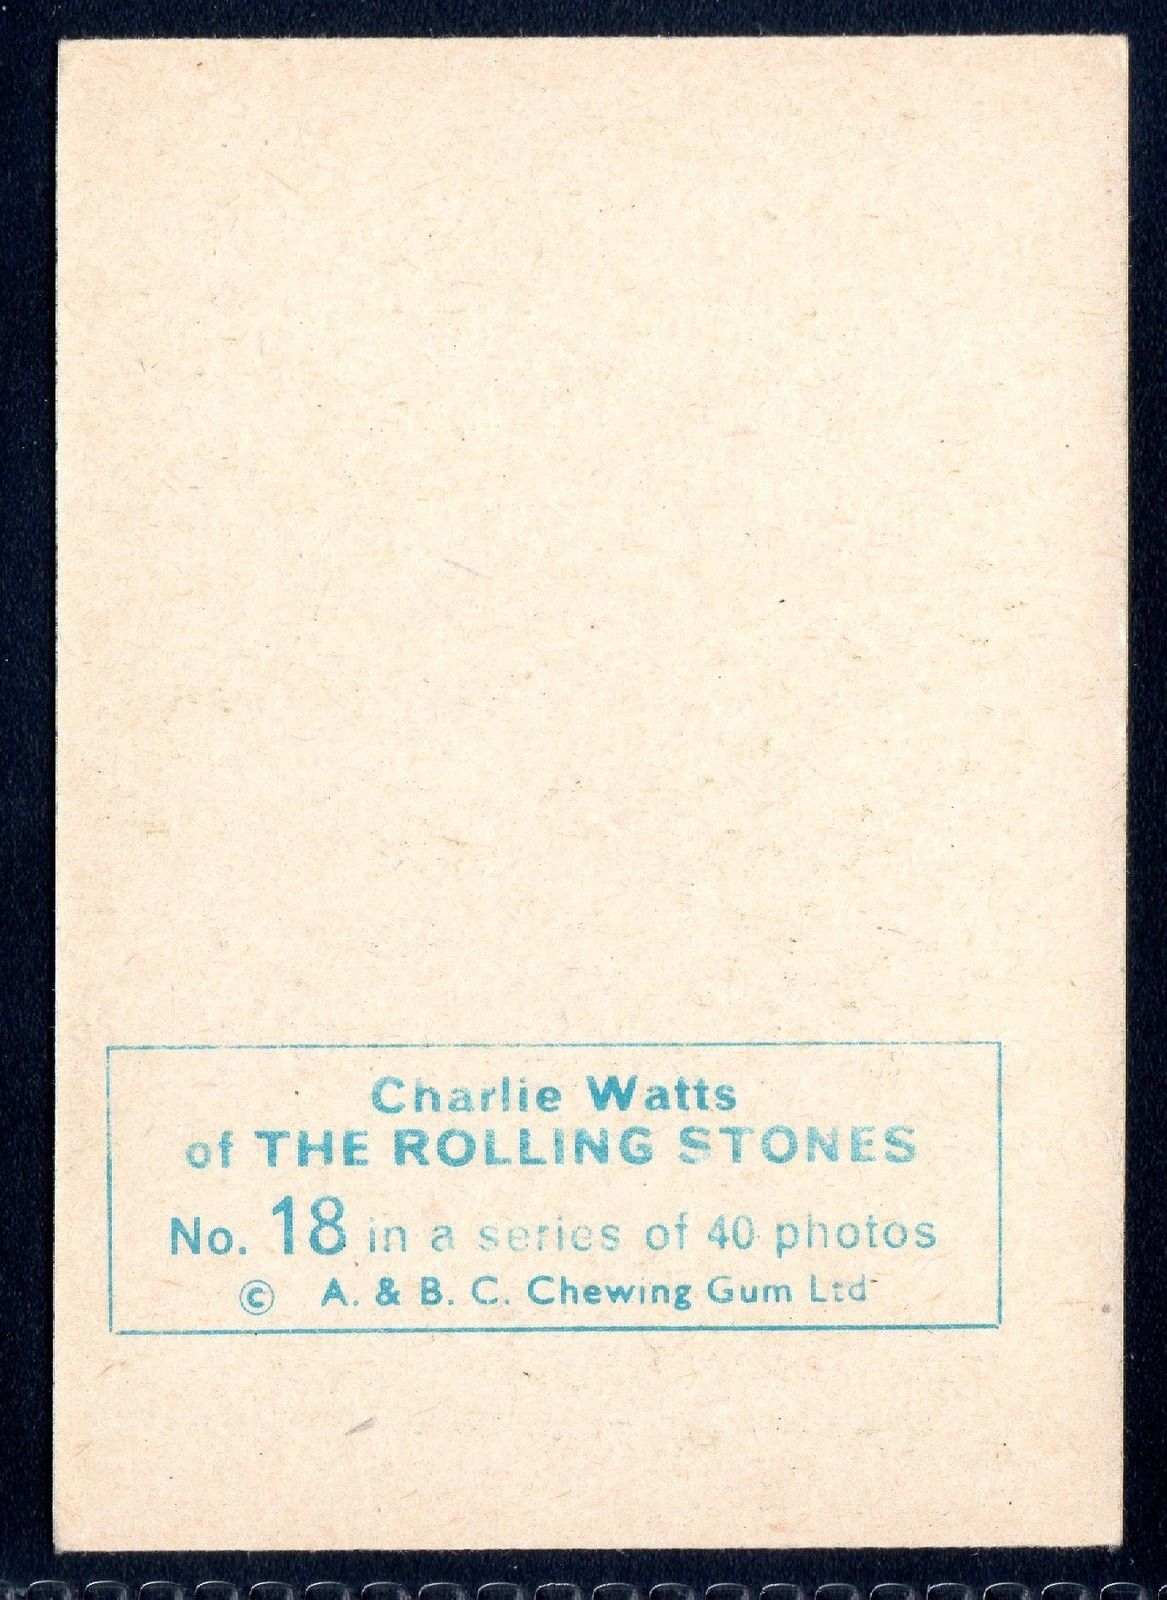 Charlie Watts
of THE ROLLING STONES
No. 18 in a series of 40 photos
© A. & B. C. Chewing Gum Ltd